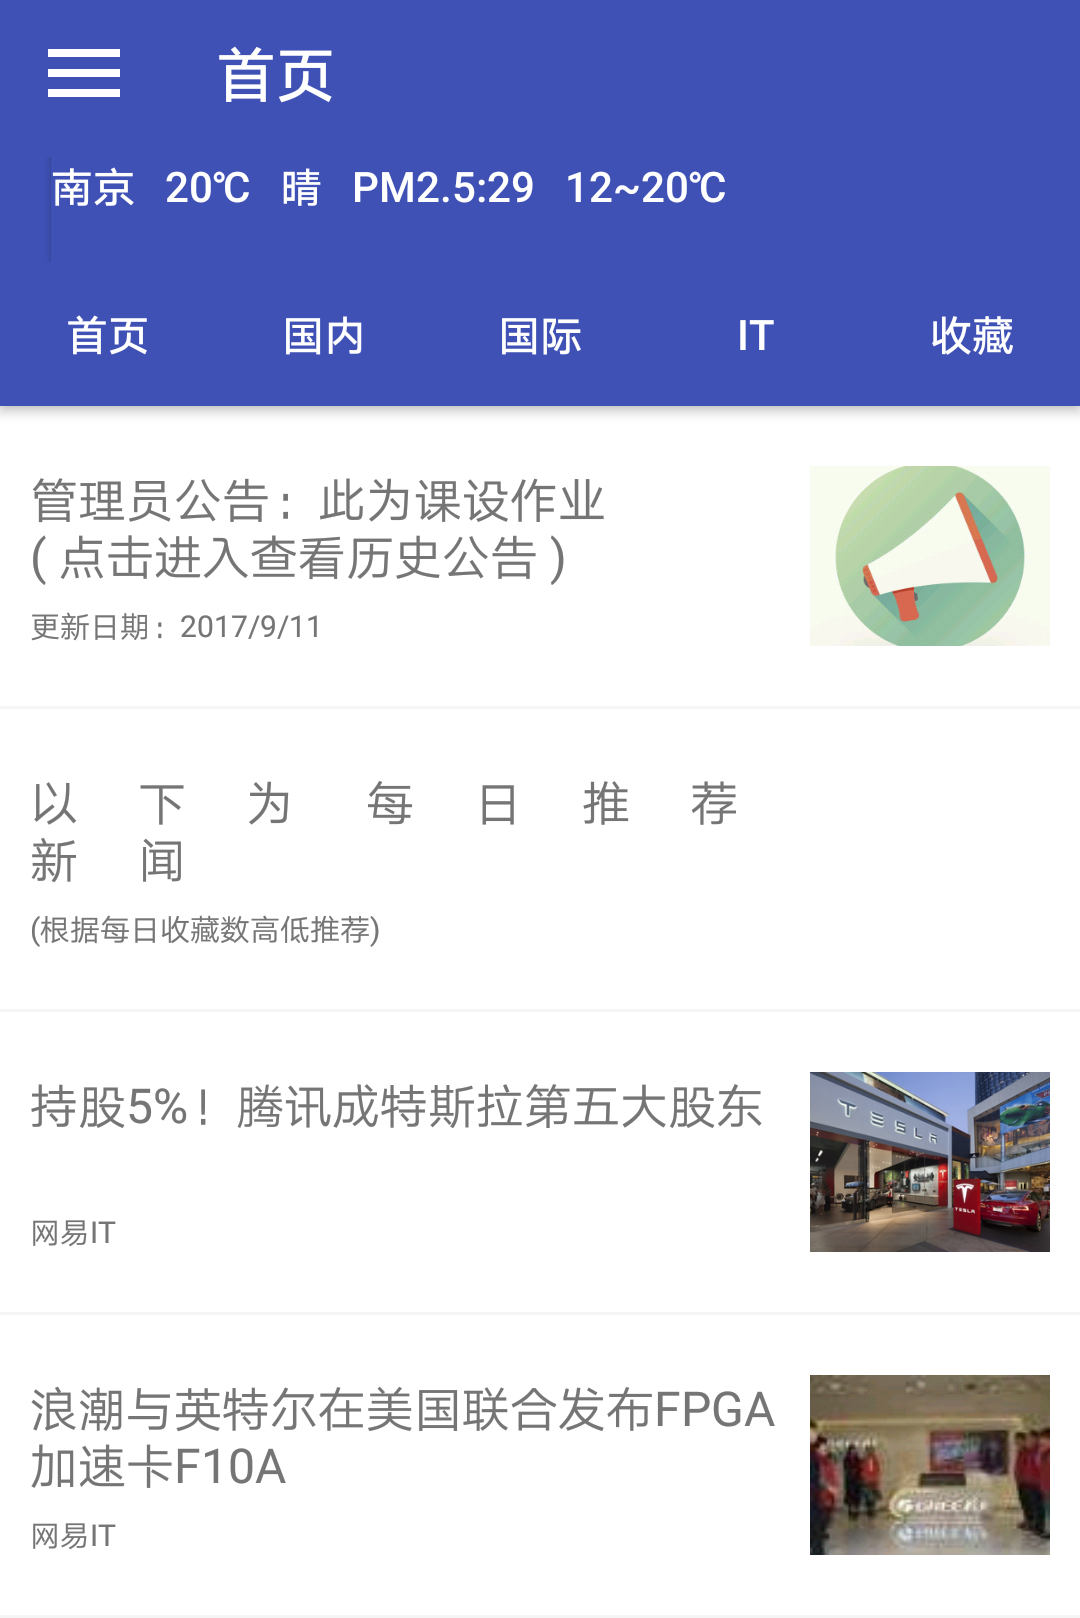 首页
南京 20℃ 晴 PM2.5:29 12~20℃
首页 国内 国际 IT 收藏
管理员公告：此为课设作业
(点击进入查看历史公告)
更新日期：2017/9/11
以 下 为 每 日 推 荐
新 闻
(根据每日收藏数高低推荐)
持股5%！腾讯成特斯拉第五大股东
TESLA
TESLA
网易IT
浪潮与英特尔在美国联合发布FPGA
加速卡F10A
GREE
网易IT